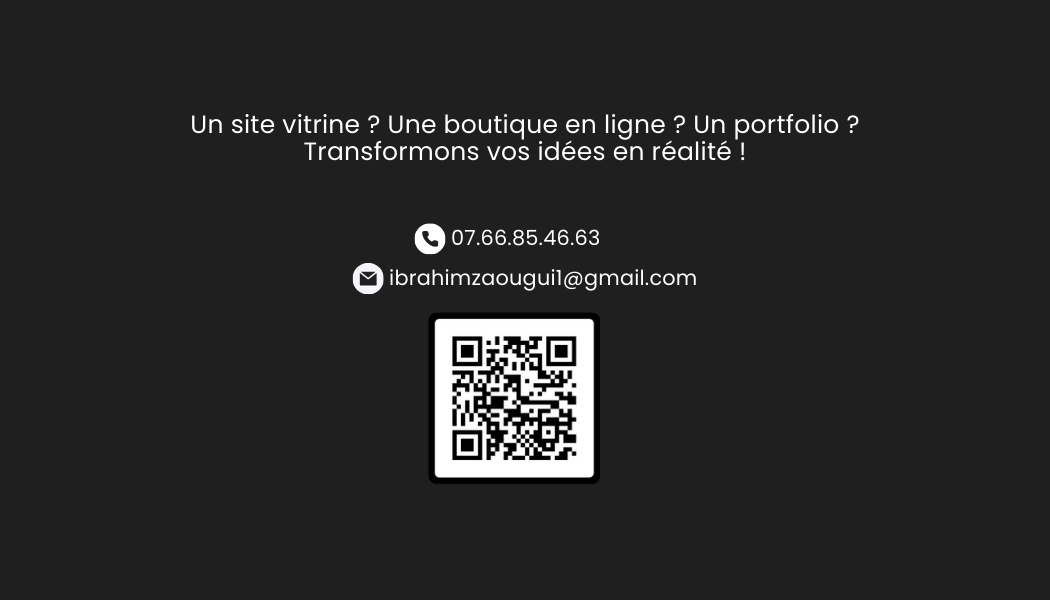 Un site vitrine ? Une boutique en ligne ? Un portfolio ?
Transformons vos idées en réalité !
07.66.85.46.63
ibrahimzaougui1@gmail.com